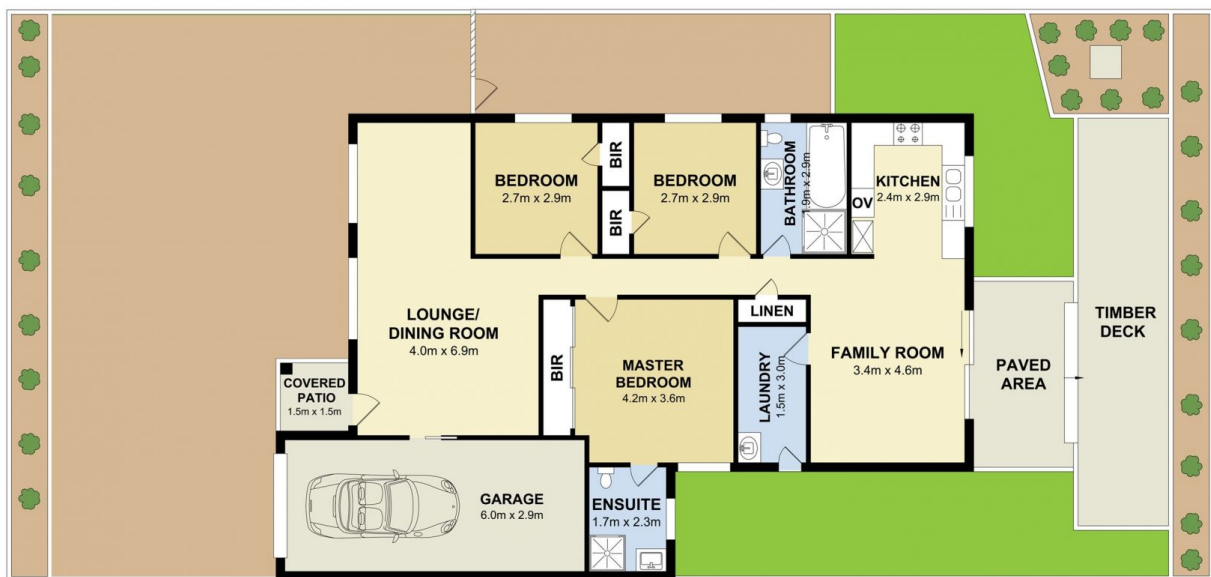 BEDROOM
2.7m x 2.9m
BIR
BIR
BEDROOM
2.7m x 2.9m
BATHROOM
.9m x 2.9m
KITCHEN
2.4m x 2.9m
OV
LOUNGE/
DINING ROOM
4.0m x 6.9m
BIR
MASTER
BEDROOM
4.2m x 3.6m
LINEN
LAUNDRY
1.5m x 3.0m
FAMILY ROOM
3.4m x 4.6m
PAVED
AREA
TIMBER
DECK
COVERED
PATIO
1.5m x 1.5m
GARAGE
6.0m x 2.9m
ENSUITE
1.7m x 2.3m